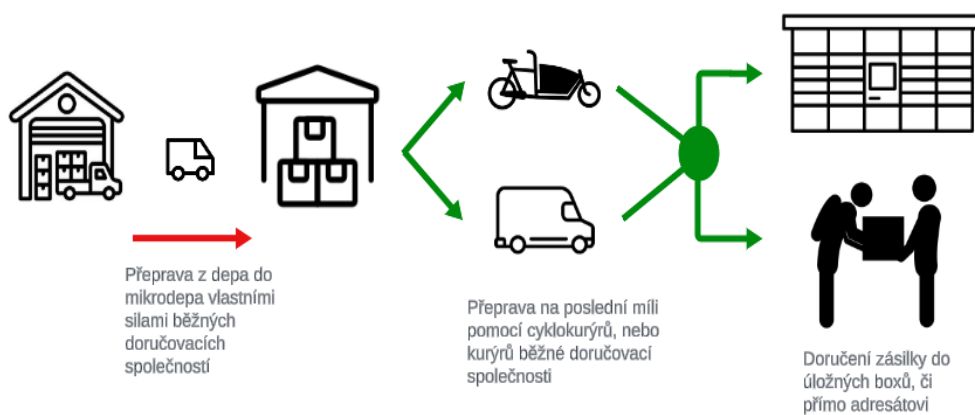 Přeprava z depa do
mikrodepa vlastními
silami běžných
doručovacích
společností
Přeprava na poslední míli
pomocí cyklokurýrů, nebo
kurýrů běžné doručovací
společnosti
Doručení zásilky do
úložných boxů, či
přímo adresátovi